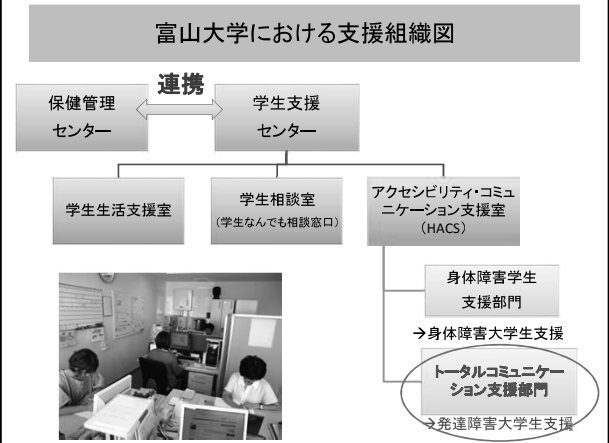 富山大学における支援組織図
連携
保健管理
センター
学生支援
センター
学生生活支援室
学生相談室
(学生なんでも相談窓口)
アクセシビリティ・コミュ
ニケーション支援室
(HACS)
身体障害学生
支援部門
→身体障害大学生支援
トータルコミュニケー
ション支援部門
→発達障害大学生支援